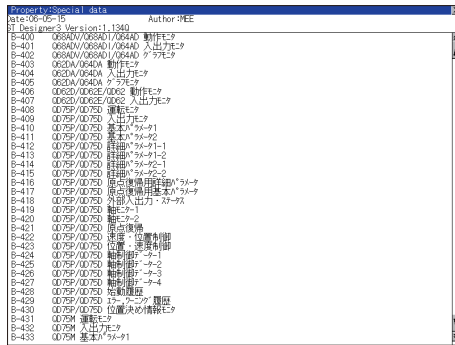 Property:Special data
Date:06-05-15 Author:MEE
GT Designer3 Version:1.134Q
B-400 Q68ADV/Q68ADI/Q64AD 動作ﾓﾆﾀ
B-401 Q68ADV/Q68ADI/Q64AD 入出力ﾓﾆﾀ
B-402 Q68ADV/Q68ADI/Q64AD ｸﾞﾗﾌﾓﾆﾀ
B-403 Q62DA/Q64DA 動作ﾓﾆﾀ
B-404 Q62DA/Q64DA 入出力ﾓﾆﾀ
B-405 Q62DA/Q64DA ｸﾞﾗﾌﾓﾆﾀ
B-406 QD62D/QD62E/QD62 動作ﾓﾆﾀ
B-407 QD62D/QD62E/QD62 入出力ﾓﾆﾀ
B-408 QD75P/QD75D 運転ﾓﾆﾀ
B-409 QD75P/QD75D 入出力ﾓﾆﾀ
B-410 QD75P/QD75D 基本ﾊﾟﾗﾒｰﾀ1
B-411 QD75P/QD75D 基本ﾊﾟﾗﾒｰﾀ2
B-412 QD75P/QD75D 詳細ﾊﾟﾗﾒｰﾀ1-1
B-413 QD75P/QD75D 詳細ﾊﾟﾗﾒｰﾀ1-2
B-414 QD75P/QD75D 詳細ﾊﾟﾗﾒｰﾀ2-1
B-415 QD75P/QD75D 詳細ﾊﾟﾗﾒｰﾀ2-2
B-416 QD75P/QD75D 原点復帰用詳細ﾊﾟﾗﾒｰﾀ
B-417 QD75P/QD75D 原点復帰用基本ﾊﾟﾗﾒｰﾀ
B-418 QD75P/QD75D 外部入出力・ｽﾃｰﾀｽ
B-419 QD75P/QD75D 軸ﾓﾆﾀｰ1
B-420 QD75P/QD75D 軸ﾓﾆﾀｰ2
B-421 QD75P/QD75D 原点復帰
B-422 QD75P/QD75D 速度・位置制御
B-423 QD75P/QD75D 位置・速度制御
B-424 QD75P/QD75D 軸制御ﾃﾞｰﾀｰ1
B-425 QD75P/QD75D 軸制御ﾃﾞｰﾀｰ2
B-426 QD75P/QD75D 軸制御ﾃﾞｰﾀｰ3
B-427 QD75P/QD75D 軸制御ﾃﾞｰﾀｰ4
B-428 QD75P/QD75D 始動履歴
B-429 QD75P/QD75D ｴﾗｰ,ﾜｰﾆﾝｸﾞ履歴
B-430 QD75P/QD75D 位置決め情報ﾓﾆﾀ
B-431 QD75M 運転ﾓﾆﾀ
B-432 QD75M 入出力ﾓﾆﾀ
B-433 QD75M 基本ﾊﾟﾗﾒｰﾀ1